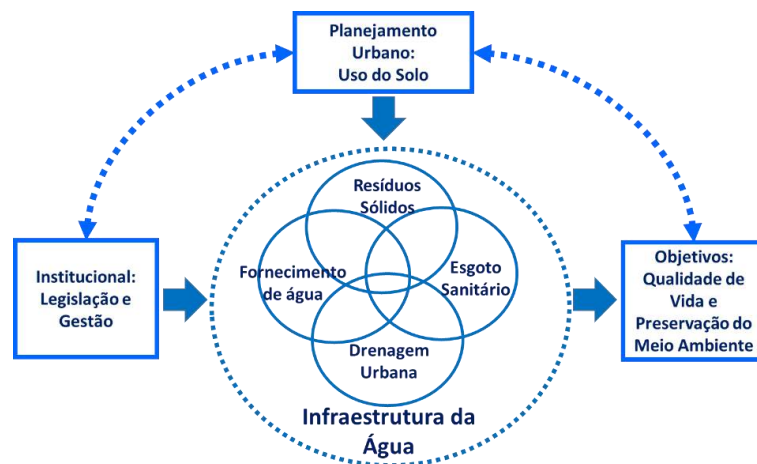 Planejamento
Urbano:
Uso do Solo
Institucional:
Legislação e
Gestão
Resíduos
Sólidos
Fornecimento
de água
Esgoto
Sanitário
Drenagem
Urbana
Infraestrutura da
Água
Objetivos:
Qualidade de
Vida e
Preservação do
Meio Ambiente